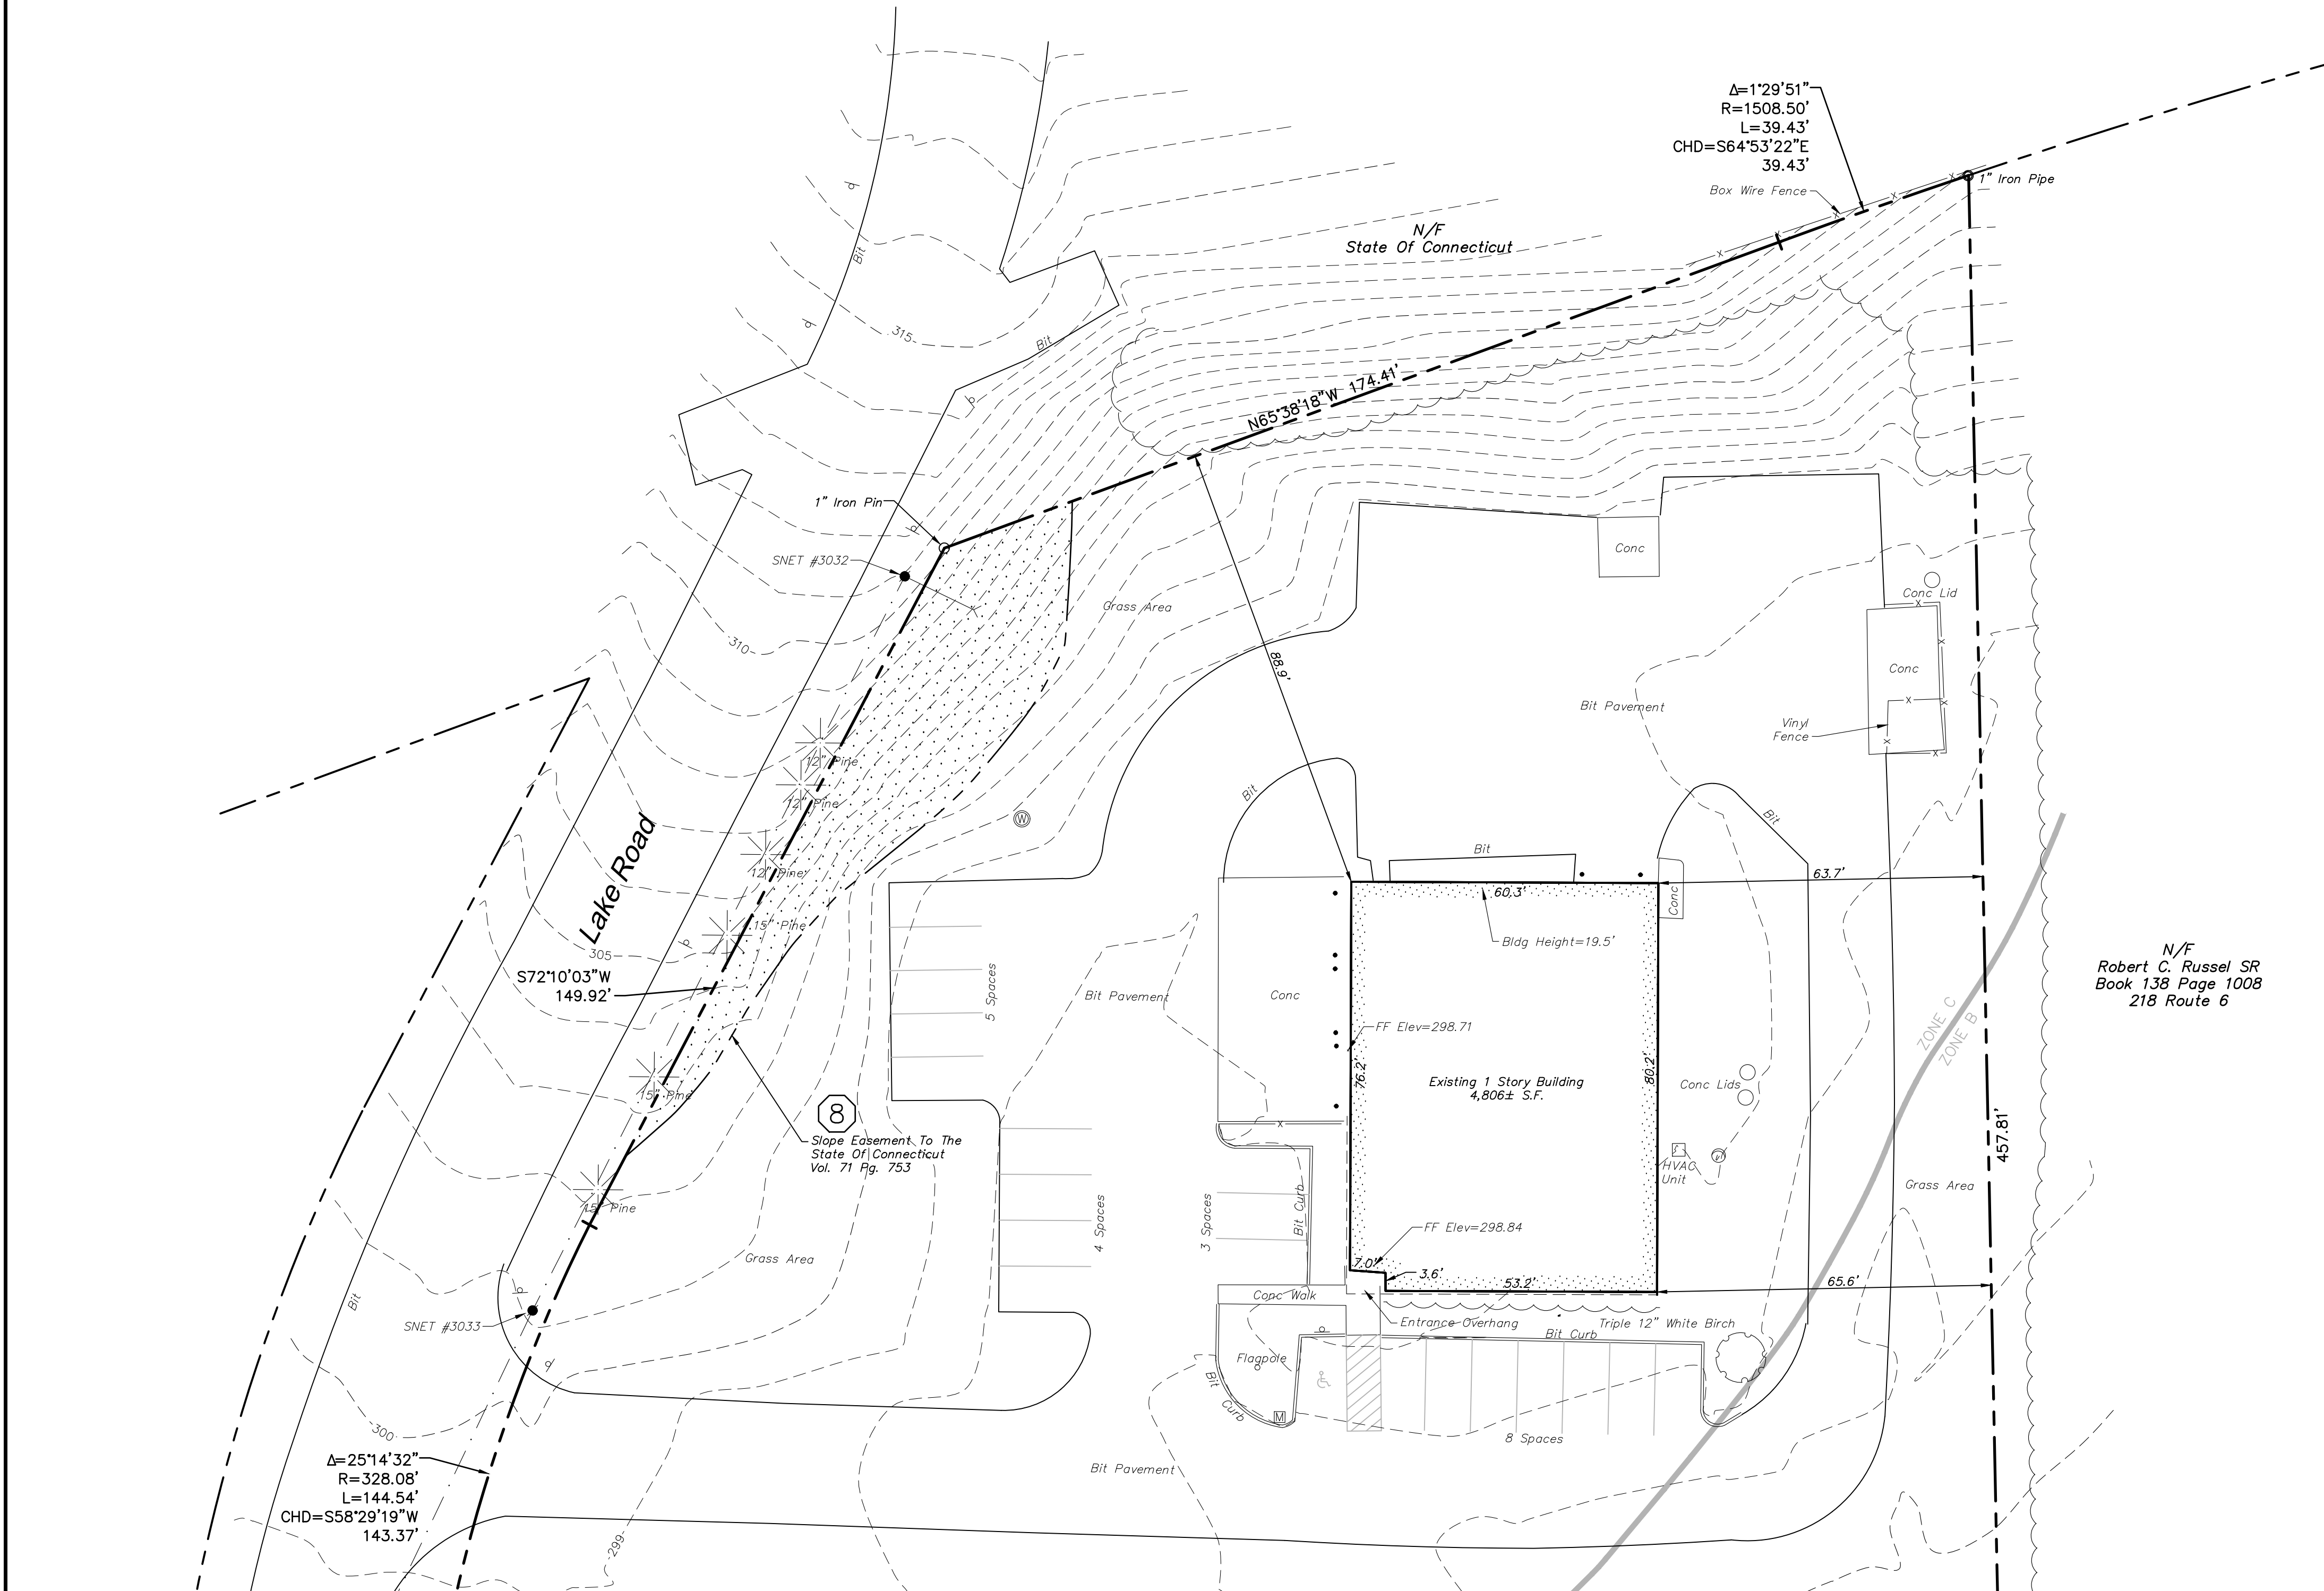 Δ=1°29'51"
R=1508.50'
L=39.43'
CHD=S64°53'22"E
39.43'
Box Wire Fence
1" Iron Pipe
N/F
State Of Connecticut
Bit
315
Bit
N65°38'18"W 174.41'
1" Iron Pin
SNET #3032
Conc
Conc Lid
Grass Area
310
88.9'
Conc
Bit Pavement
Vinyl
Fence
12" Pine
12" Pine
Bit
Bit
W
Lake Road
Bit
12" Pine
63.7'
60.3'
Conc
15" Pine
Bldg Height=19.5'
305
N/F
Robert C. Russel SR
Book 138 Page 1008
218 Route 6
S72°10'03"W
149.92'
5 Spaces
Bit Pavement
Conc
FF Elev=298.71
ZONE C
ZONE B
76.2'
80.2'
Existing 1 Story Building
4,806± S.F.
Conc Lids
15" Pine
8
Slope Easement To The
State Of Connecticut
Vol. 71 Pg. 753
457.81'
HVAC
Unit
Grass Area
15" Pine
4 Spaces
3 Spaces
Bit Curb
FF Elev=298.84
Grass Area
7.0'
3.6'
53.2'
65.6'
Conc Walk
Bit
SNET #3033
Entrance Overhang
Triple 12" White Birch
Bit Curb
Flagpole
Bit
Curb
M
300
8 Spaces
Δ=25°14'32"
R=328.08'
L=144.54'
CHD=S58°29'19"W
143.37'
Bit Pavement
299